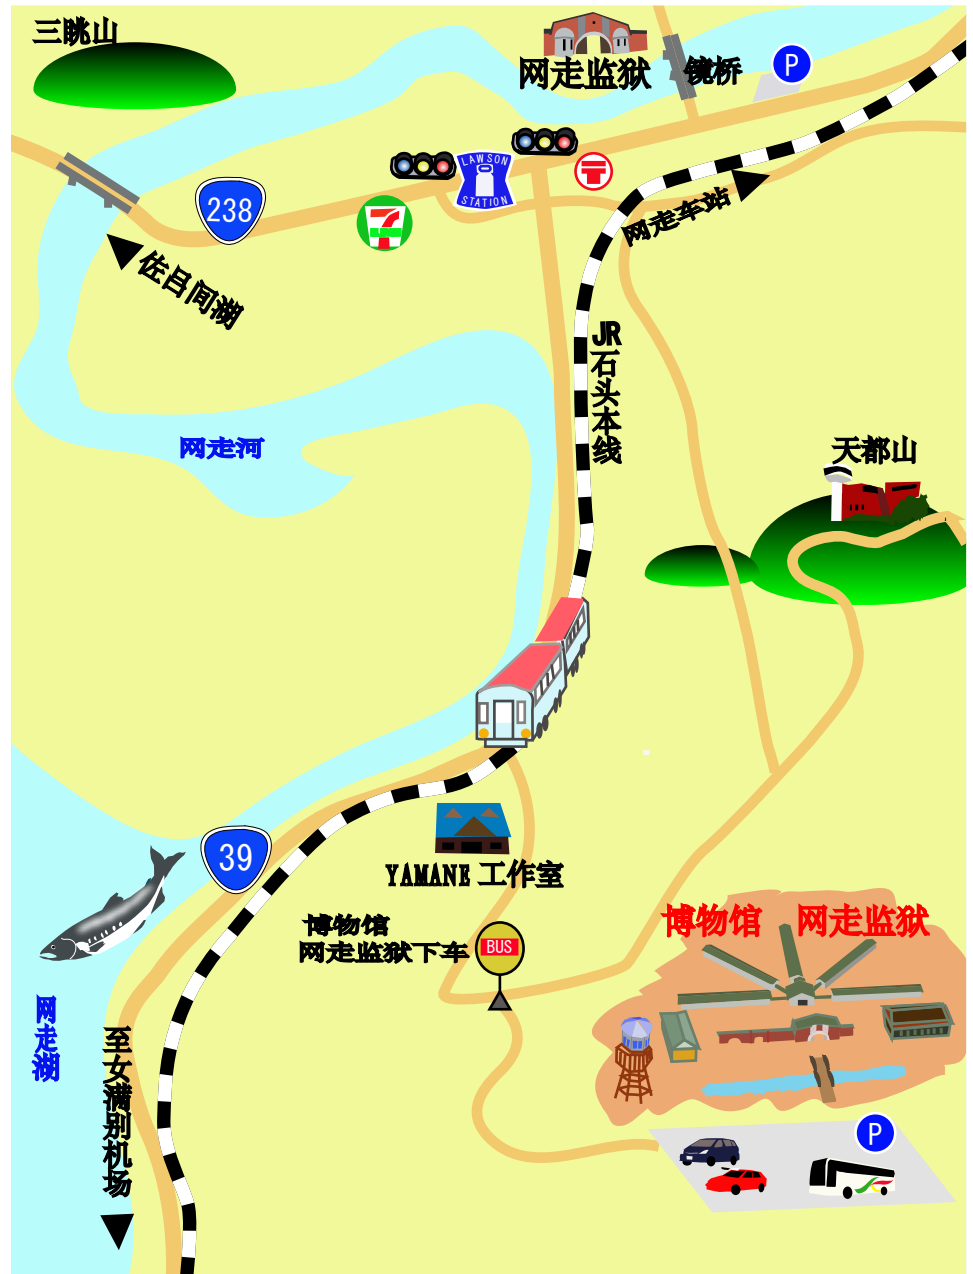 三眺山
网走监狱
镜桥
P
LAWSON
STATION
238
7
网走车站
佐吕间湖
JR
石头本线
网走河
天都山
39
YAMANE 工作室
博物馆
网走监狱下车
BUS
博物馆 网走监狱
网走湖
至女满别机场
P